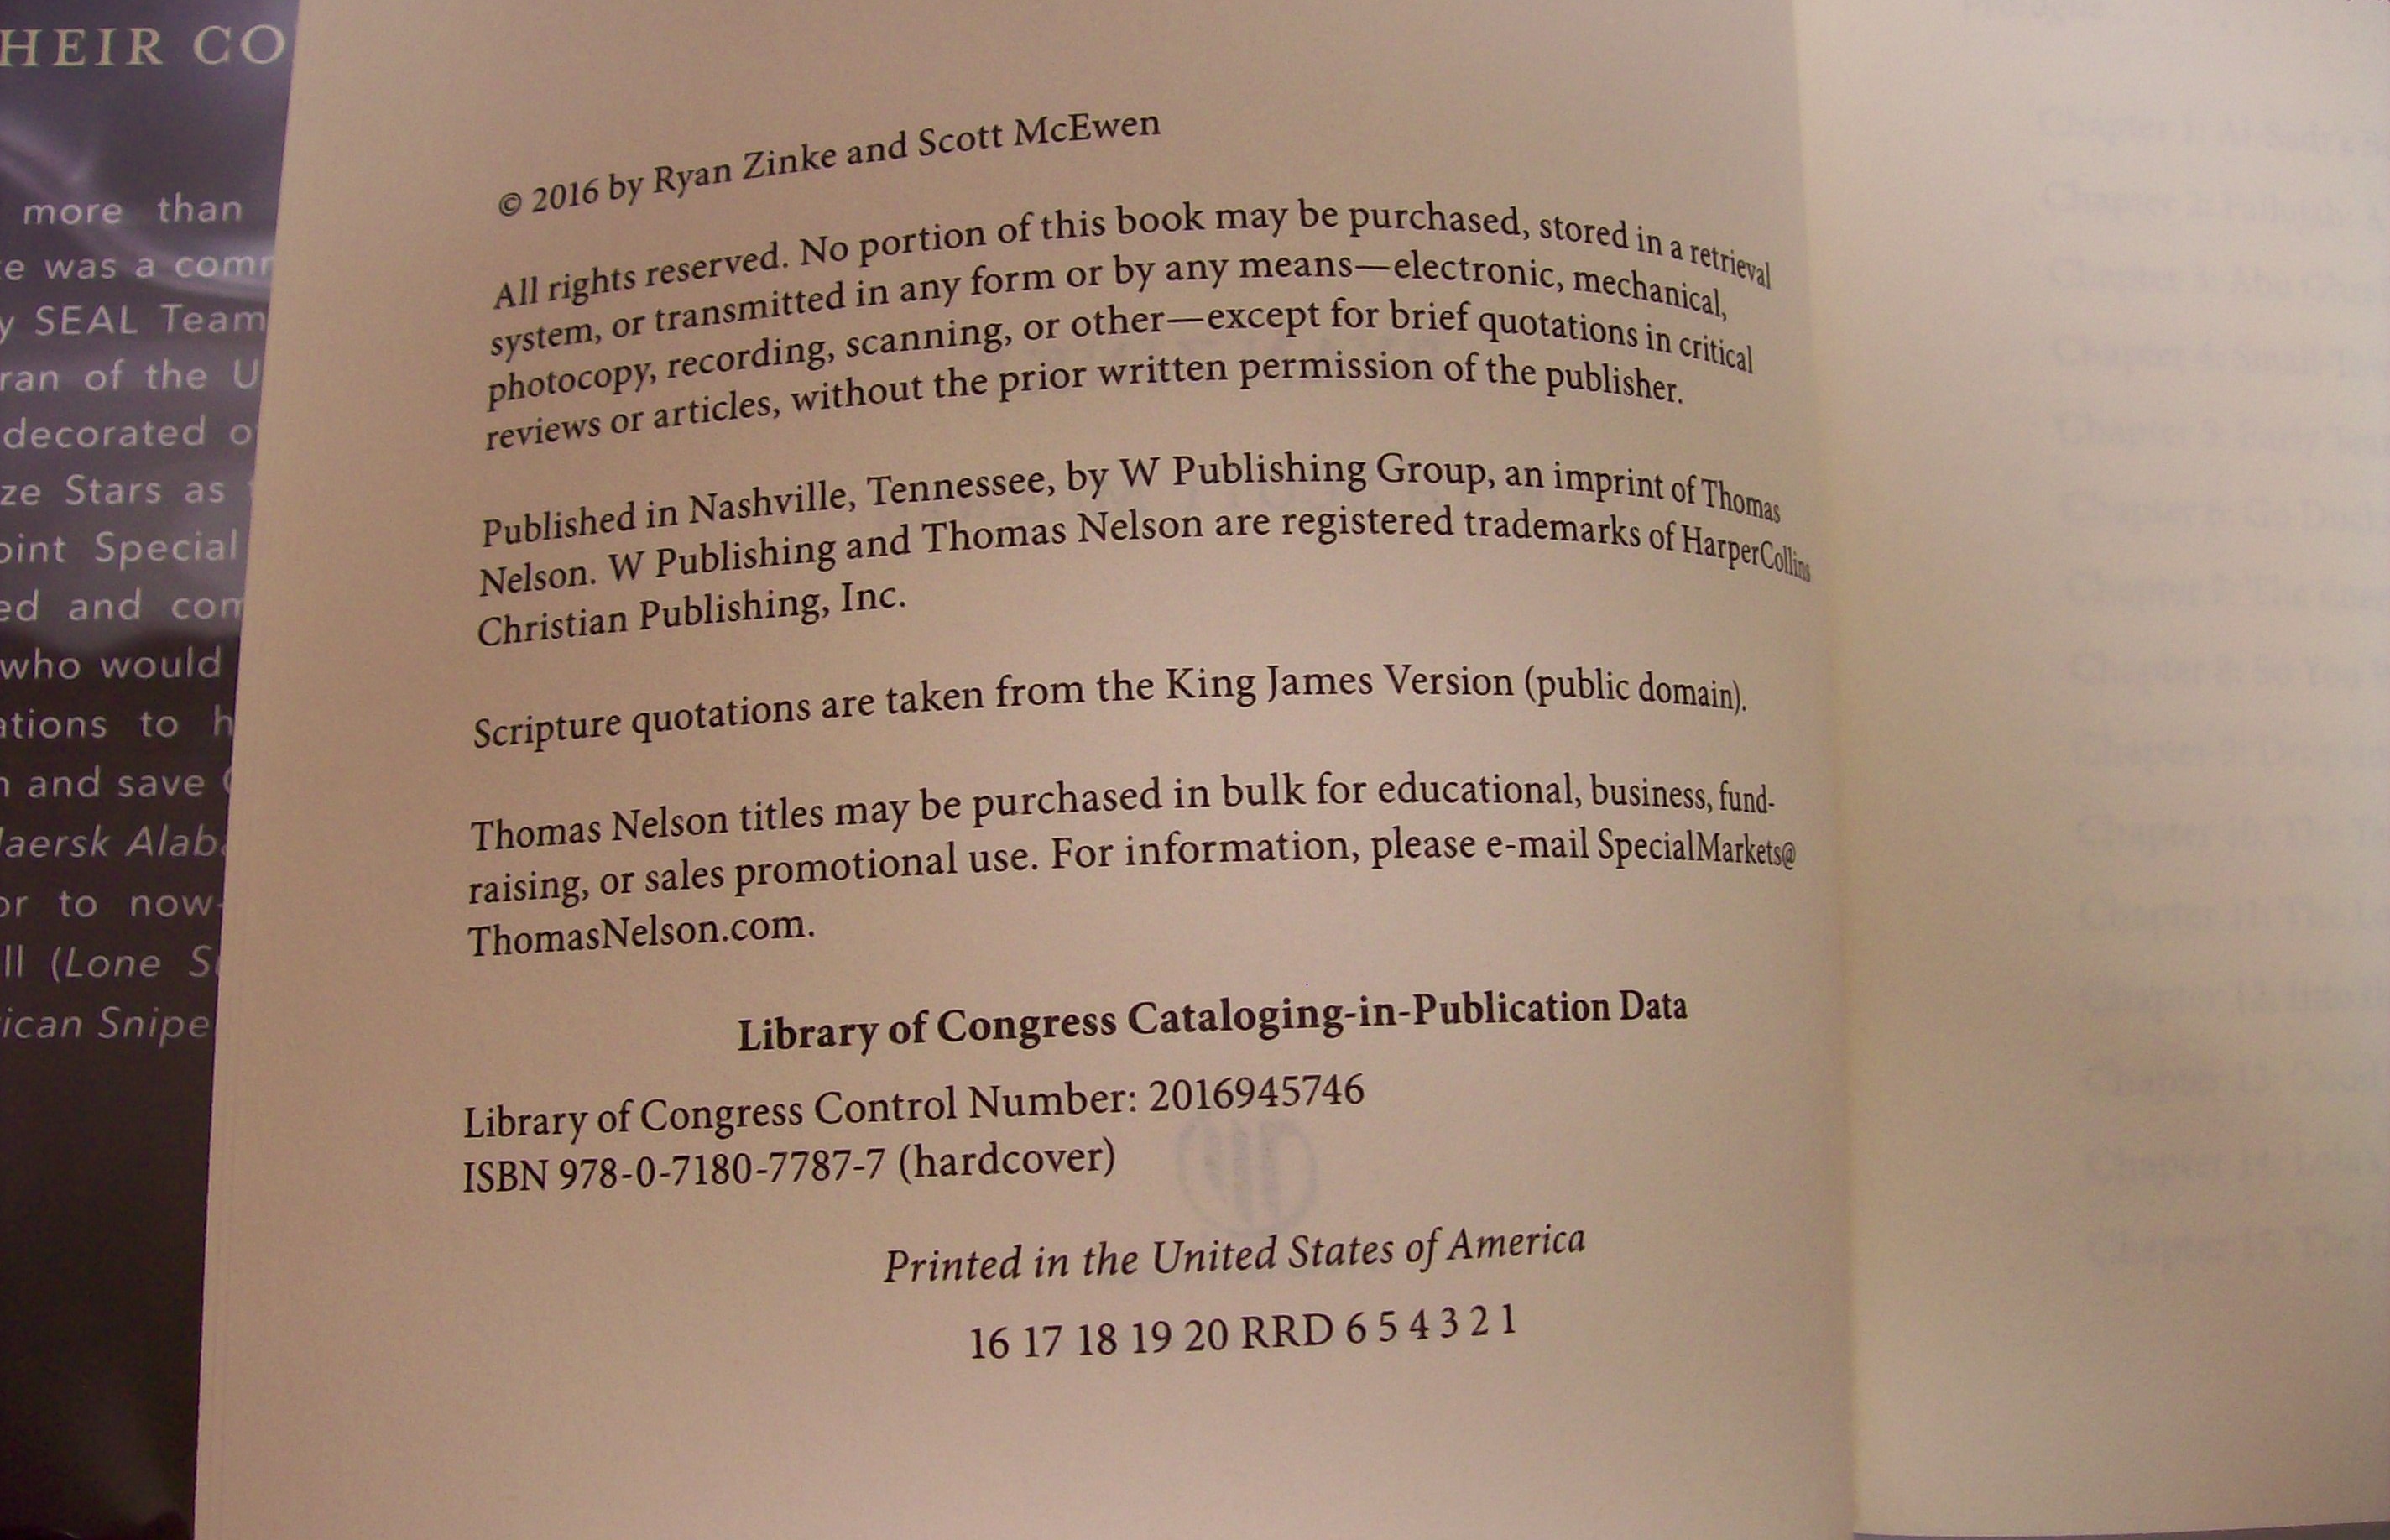 HEIR CO
more than
e was a comm
y SEAL Team
ran of the U
decorated o
ze Stars as
oint Special
ed and com
who would
ations to h
n and save
Maersk Alaba
or to now-
ll (Lone Su
ican Snipe
© 2016 by Ryan Zinke and Scott McEwen
All rights reserved. No portion of this book may be purchased, stored in a retrieval
system, or transmitted in any form or by any means—electronic, mechanical,
photocopy, recording, scanning, or other—except for brief quotations in critical
reviews or articles, without the prior written permission of the publisher.
Published in Nashville, Tennessee, by W Publishing Group, an imprint of Thomas
Nelson. W Publishing and Thomas Nelson are registered trademarks of HarperCollins
Christian Publishing, Inc.
Scripture quotations are taken from the King James Version (public domain).
Thomas Nelson titles may be purchased in bulk for educational, business, fund-
raising, or sales promotional use. For information, please e-mail SpecialMarkets@
ThomasNelson.com.
Library of Congress Cataloging-in-Publication Data
Library of Congress Control Number: 2016945746
ISBN 978-0-7180-7787-7 (hardcover)
Printed in the United States of America
16 17 18 19 20 RRD 6 5 4 3 2 1